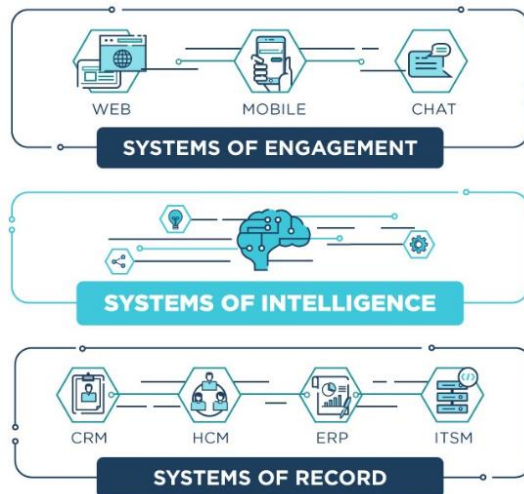 WEB MOBILE CHAT
SYSTEMS OF ENGAGEMENT
SYSTEMS OF INTELLIGENCE
CRM HCM ERP ITSM
SYSTEMS OF RECORD